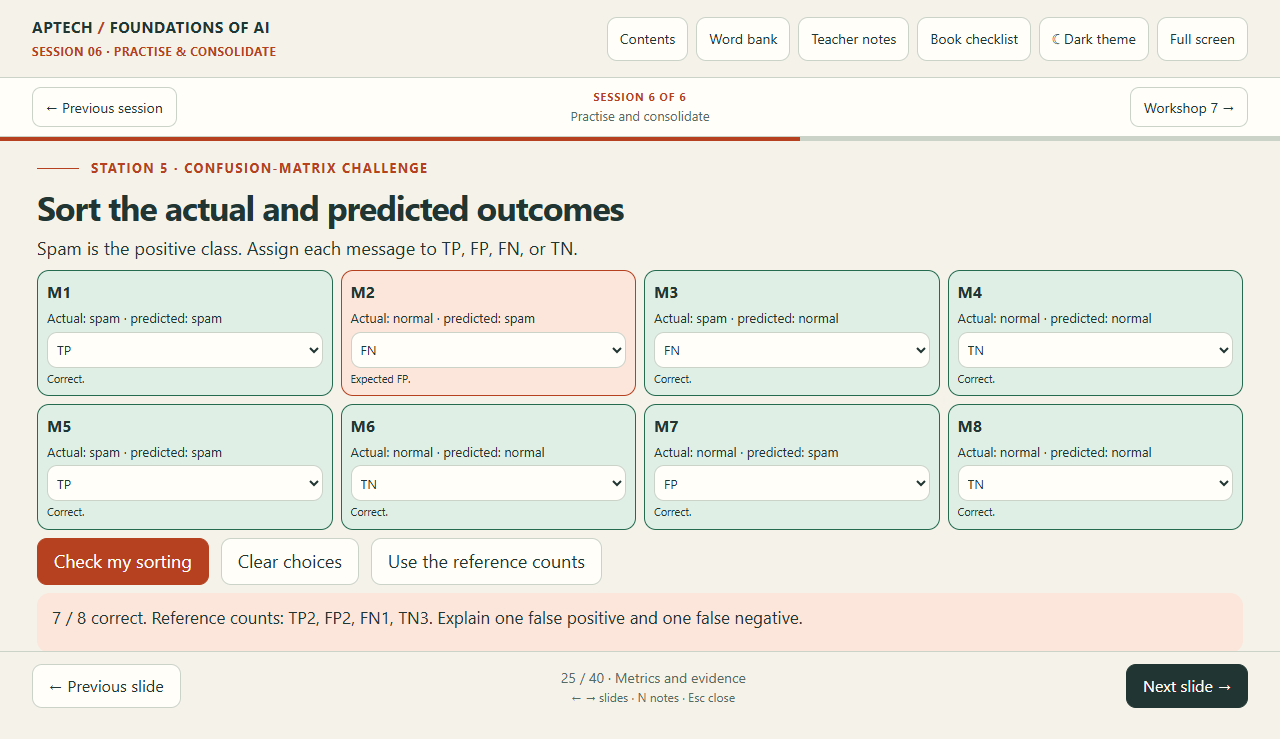 APTECH / FOUNDATIONS OF AI
SESSION 06 · PRACTISE & CONSOLIDATE
Contents
Word bank
Teacher notes
Book checklist
☾ Dark theme
Full screen
← Previous session
SESSION 6 OF 6
Practise and consolidate
Workshop 7 →
STATION 5 · CONFUSION-MATRIX CHALLENGE
Sort the actual and predicted outcomes
Spam is the positive class. Assign each message to TP, FP, FN, or TN.
M1
Actual: spam · predicted: spam
TP
Correct.
M2
Actual: normal · predicted: spam
FN
Expected FP.
M3
Actual: spam · predicted: normal
FN
Correct.
M4
Actual: normal · predicted: normal
TN
Correct.
M5
Actual: spam · predicted: spam
TP
Correct.
M6
Actual: normal · predicted: normal
TN
Correct.
M7
Actual: normal · predicted: spam
FP
Correct.
M8
Actual: normal · predicted: normal
TN
Correct.
Check my sorting
Clear choices
Use the reference counts
7 / 8 correct. Reference counts: TP2, FP2, FN1, TN3. Explain one false positive and one false negative.
← Previous slide
25 / 40 · Metrics and evidence
← → slides · N notes · Esc close
Next slide →